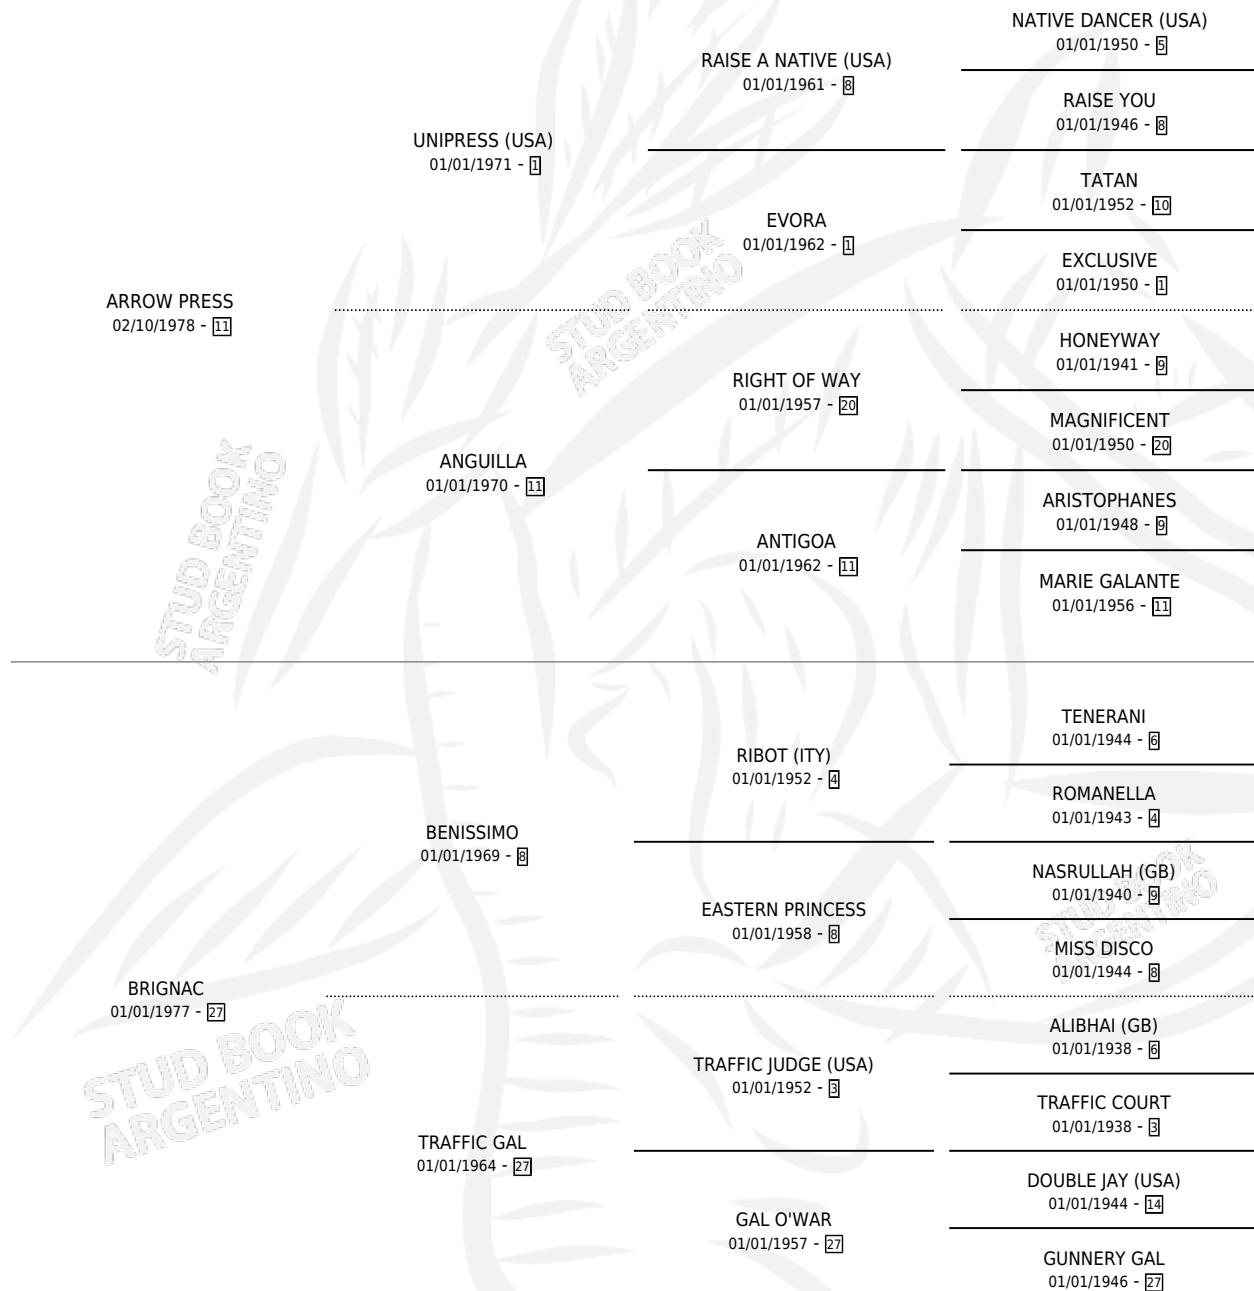 NATIVE DANCER (USA)
01/01/1950 - 5
RAISE A NATIVE (USA)
01/01/1961 - 8
RAISE YOU
01/01/1946 - 8
UNIPRESS (USA)
01/01/1971 - 1
TATAN
01/01/1952 - 10
EVORA
01/01/1962 - 1
EXCLUSIVE
01/01/1950 - 1
ARROW PRESS
02/10/1978 - 11
HONEYWAY
01/01/1941 - 9
RIGHT OF WAY
01/01/1957 - 20
MAGNIFICENT
01/01/1950 - 20
ANGUILLA
01/01/1970 - 11
ARISTOPHANES
01/01/1948 - 9
ANTIGOA
01/01/1962 - 11
MARIE GALANTE
01/01/1956 - 11
STUD BOOK
ARGENTINO
STUD BOOK
ARGENTINO
TENERANI
01/01/1944 - 6
RIBOT (ITY)
01/01/1952 - 4
ROMANELLA
01/01/1943 - 4
BENISSIMO
01/01/1969 - 8
NASRULLAH (GB)
01/01/1940 - 9
EASTERN PRINCESS
01/01/1958 - 8
MISS DISCO
01/01/1944 - 8
BRIGNAC
01/01/1977 - 27
ALIBHAI (GB)
01/01/1938 - 6
TRAFFIC JUDGE (USA)
01/01/1952 - 3
TRAFFIC COURT
01/01/1938 - 3
TRAFFIC GAL
01/01/1964 - 27
DOUBLE JAY (USA)
01/01/1944 - 14
GAL O'WAR
01/01/1957 - 27
GUNNERY GAL
01/01/1946 - 27
STUD BOOK
ARGENTINO
STUD BOOK
ARGENTINO